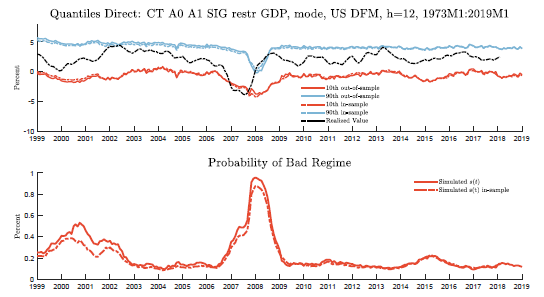 Quantiles Direct: CT A0 A1 SIG restr GDP, mode, US DFM, h=12, 1973M1:2019M1
Percent
5
0
-5
-10
10th out-of-sample
90th out-of-sample
10th in-sample
90th in-sample
Realized Value
1999 2000 2001 2002 2003 2004 2005 2006 2007 2008 2009 2010 2011 2012 2013 2014 2015 2016 2017 2018 2019
Probability of Bad Regime
Percent
1
0.8
0.6
0.4
0.2
0
Simulated s(t)
Simulated s(t) in-sample
1999 2000 2001 2002 2003 2004 2005 2006 2007 2008 2009 2010 2011 2012 2013 2014 2015 2016 2017 2018 2019